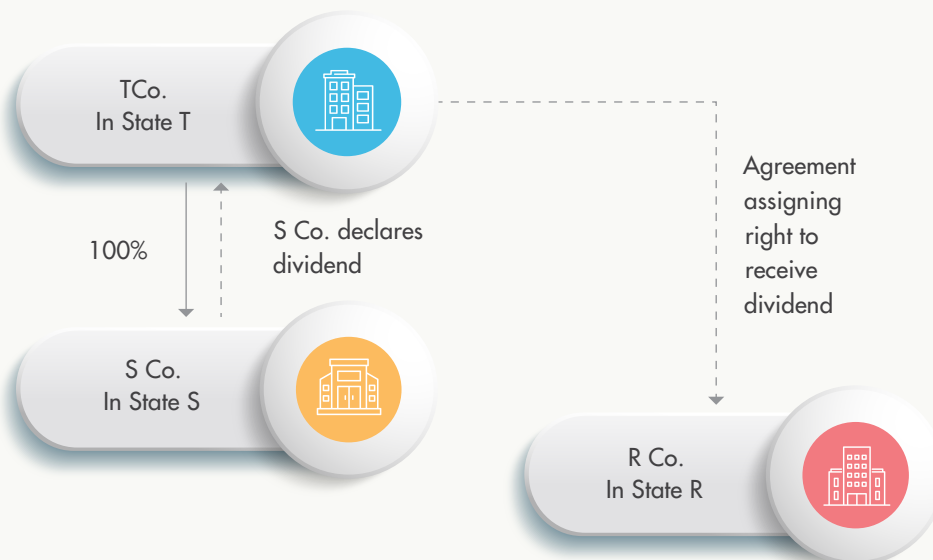 TCo.
In State T
100%
S Co. declares
dividend
Agreement
assigning
right to
receive
dividend
S Co.
In State S
R Co.
In State R